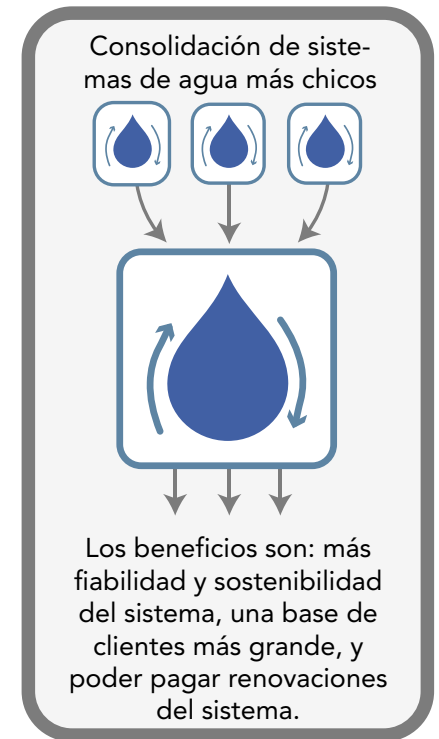 Consolidación de siste-
mas de agua más chicos
Los beneficios son: más
fiabilidad y sostenibilidad
del sistema, una base de
clientes más grande, y
poder pagar renovaciones
del sistema.